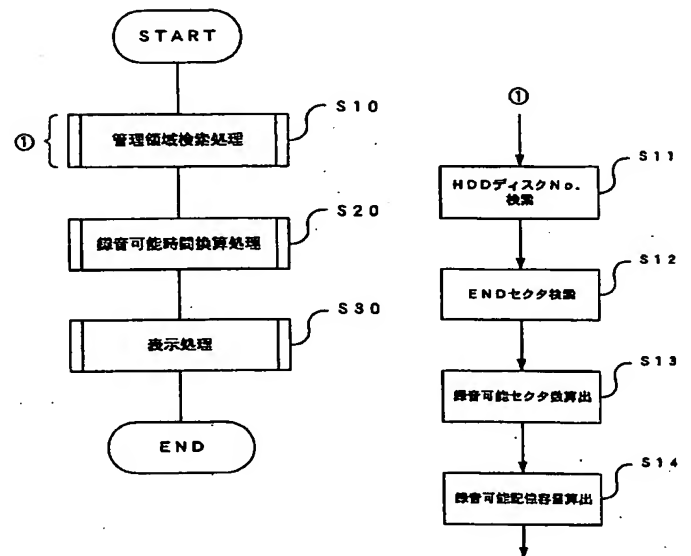 START
S10
①
管理領域検索処理
S20
録音可能時間換算処理
S30
表示処理
END
①
S11
HDDディスクNo.
検索
S12
ENDセクタ検索
S13
録音可能セクタ数算出
S14
録音可能記憶容量算出